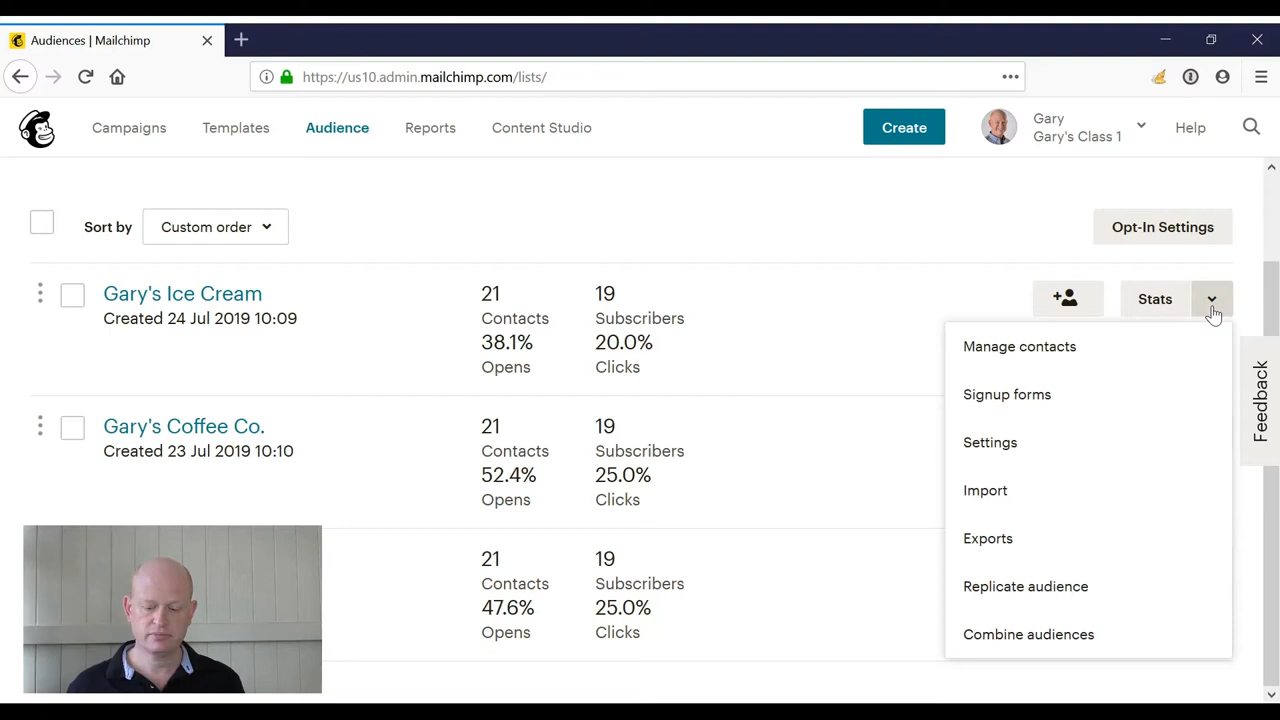 Audiences | Mailchimp
https://us10.admin.mailchimp.com/lists/
Campaigns
Templates
Audience
Reports
Content Studio
Create
Gary
Gary's Class 1
Help
Sort by
Custom order
Opt-In Settings
Gary's Ice Cream
Created 24 Jul 2019 10:09
21
Contacts
38.1%
Opens
19
Subscribers
20.0%
Clicks
Stats
Manage contacts
Signup forms
Settings
Import
Exports
Replicate audience
Combine audiences
Gary's Coffee Co.
Created 23 Jul 2019 10:10
21
Contacts
52.4%
Opens
19
Subscribers
25.0%
Clicks
21
Contacts
47.6%
Opens
19
Subscribers
25.0%
Clicks
Feedback